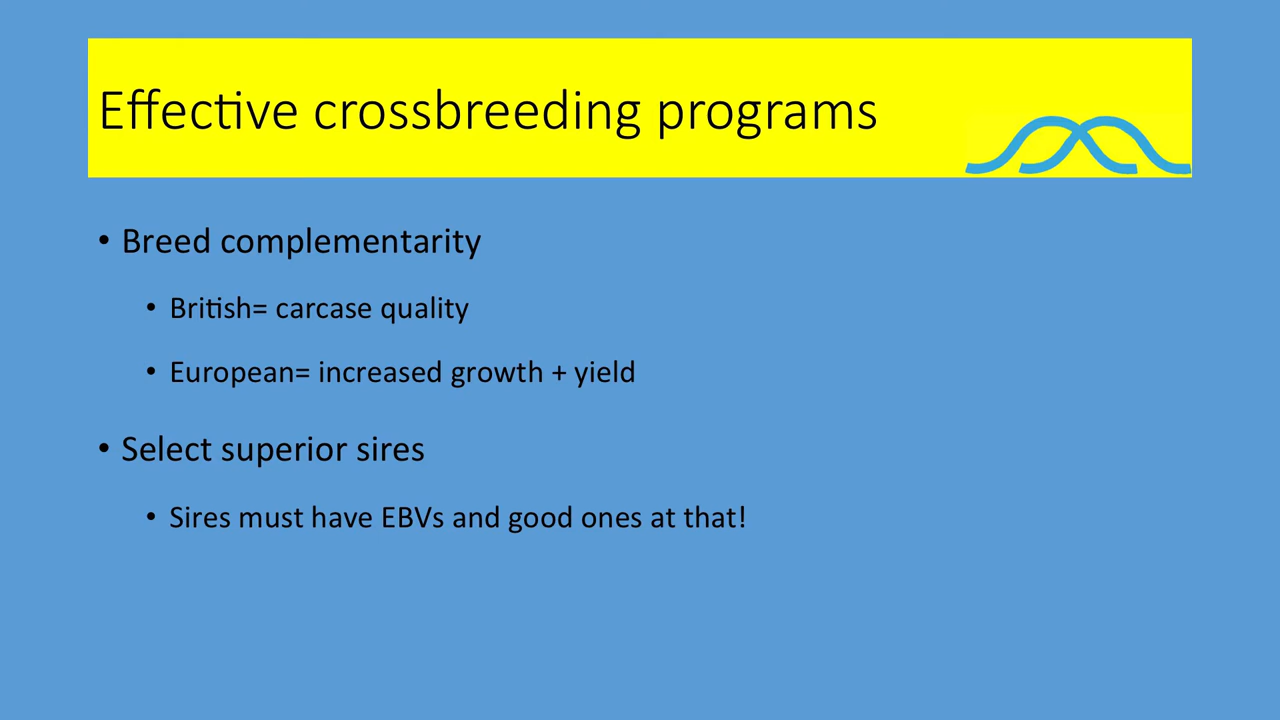 Effective crossbreeding programs
• Breed complementarity
• British= carcase quality
• European= increased growth + yield
• Select superior sires
• Sires must have EBVs and good ones at that!